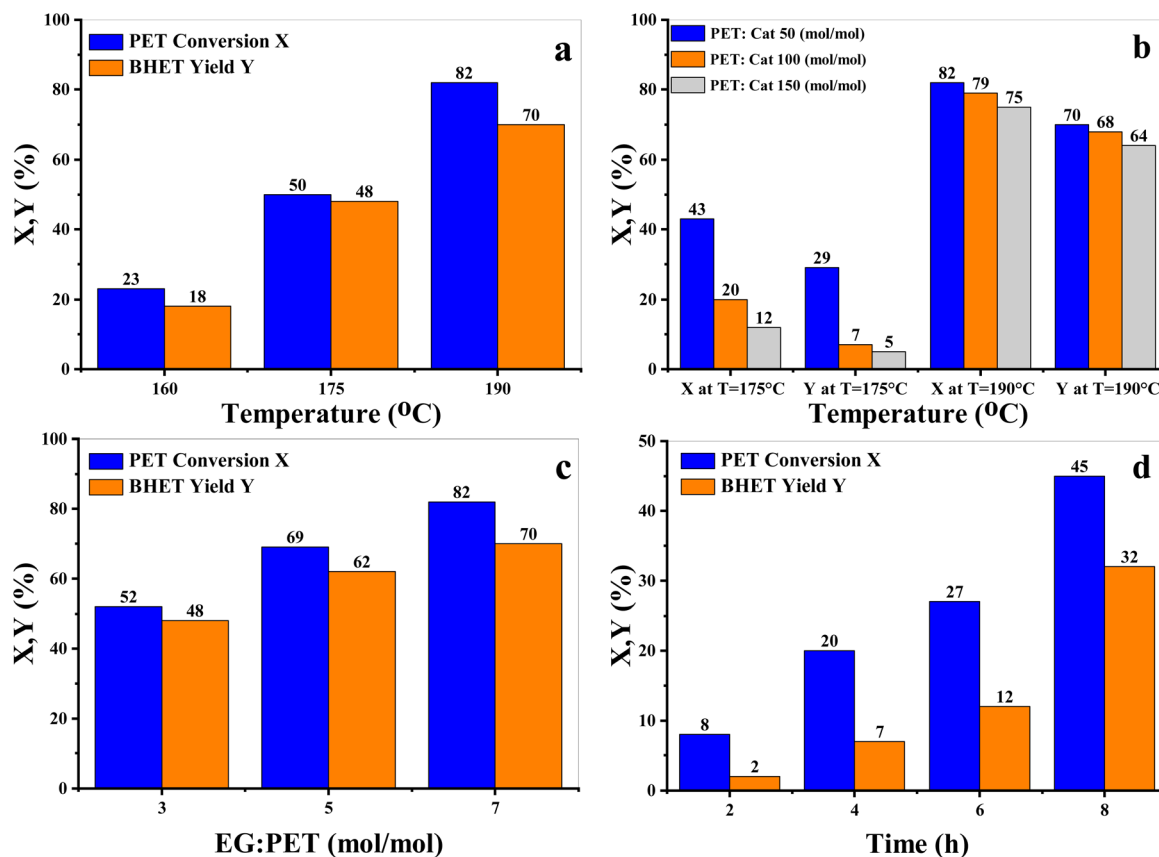 a
PET Conversion X
BHET Yield Y
100
80
60
40
20
0
X,Y (%)
23
18
50
48
82
70
160
175
190
Temperature (⁰C)
b
PET: Cat 50 (mol/mol)
PET: Cat 100 (mol/mol)
PET: Cat 150 (mol/mol)
100
80
60
40
20
0
X,Y (%)
43
20
12
29
7
5
82
79
75
70
68
64
X at T=175°C
Y at T=175°C
X at T=190°C
Y at T=190°C
Temperature (⁰C)
c
PET Conversion X
BHET Yield Y
100
80
60
40
20
0
X,Y (%)
52
48
69
62
82
70
3
5
7
EG:PET (mol/mol)
d
PET Conversion X
BHET Yield Y
50
40
30
20
10
0
X,Y (%)
8
2
20
7
27
12
45
32
2
4
6
8
Time (h)